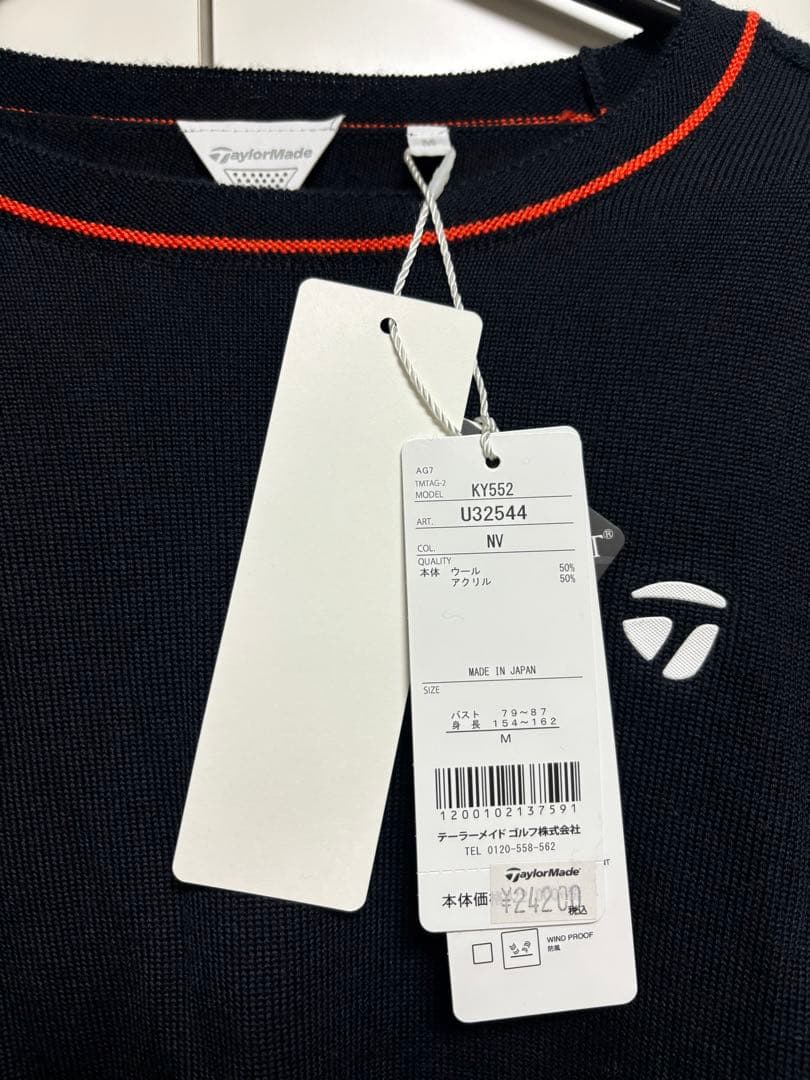 TaylorMade
M
AG7
TMTAG-2
MODEL KY552
ART. U32544
COL. NV
QUALITY
本体 ウール 50%
アクリル 50%
MADE IN JAPAN
SIZE
バスト 79～87
身長 154～162
M
1200102137591
テーラーメイド ゴルフ株式会社
TEL 0120-558-562
TaylorMade
本体価 ¥24200 税込
WIND PROOF
防風
T®
NT